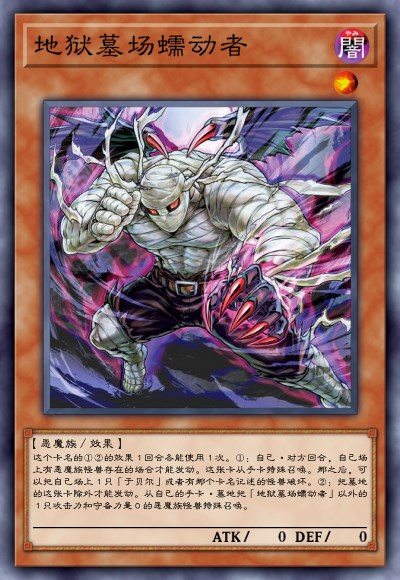 地狱墓场蠕动者
やみ
闇
【恶魔族/效果】
这个卡名的①②的效果1回合各能使用1次。①：自己·对方回合，自己场
上有恶魔族怪兽存在的场合才能发动。这张卡从手卡特殊召唤。那之后，可
以把自己场上1只「于贝尔」或者有那个卡名记述的怪兽破坏。②：把墓地
的这张卡除外才能发动。从自己的手卡·墓地把「地狱墓场蠕动者」以外的
1只攻击力和守备力是0的恶魔族怪兽特殊召唤。
ATK/ 0 DEF/ 0